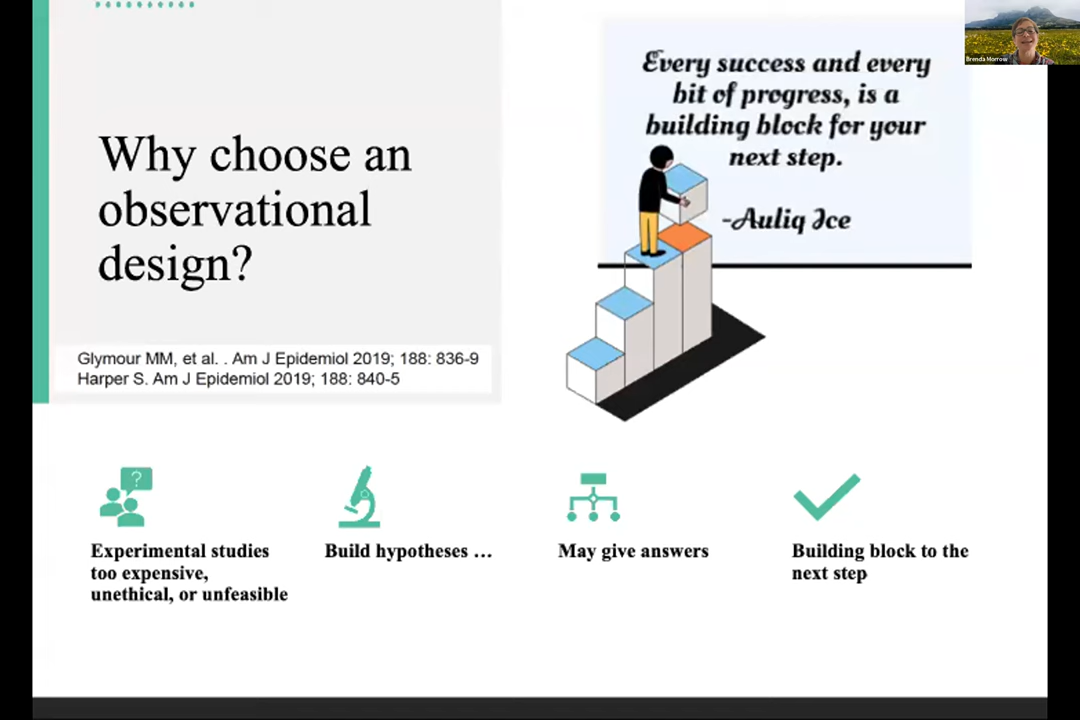 Why choose an
observational
design?
Glymour MM, et al. . Am J Epidemiol 2019; 188: 836-9
Harper S. Am J Epidemiol 2019; 188: 840-5
Every success and every
bit of progress, is a
building block for your
next step.
-Auliq Ice
Brenda Morrow
?
Experimental studies
too expensive,
unethical, or unfeasible
Build hypotheses ...
May give answers
Building block to the
next step